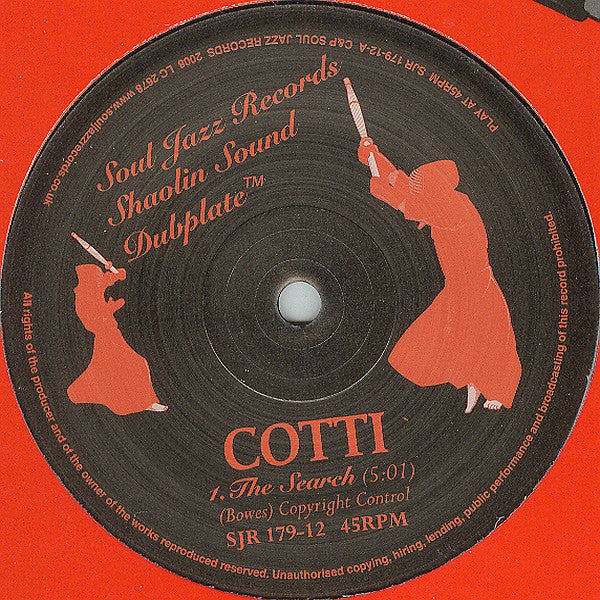 Soul Jazz Records
Shaolin Sound
Dubplate™
COTTI
1. The Search (5:01)
(Bowes) Copyright Control
SJR 179-12 45RPM
PLAY AT 45RPM SJR 179-12-A C&P SOUL JAZZ RECORDS 2008 LC 2678 www.souljazzrecords.co.uk
All rights of the producer and of the owner of the works reproduced reserved. Unauthorised copying, hiring, lending, public performance and broadcasting of this record prohibited.